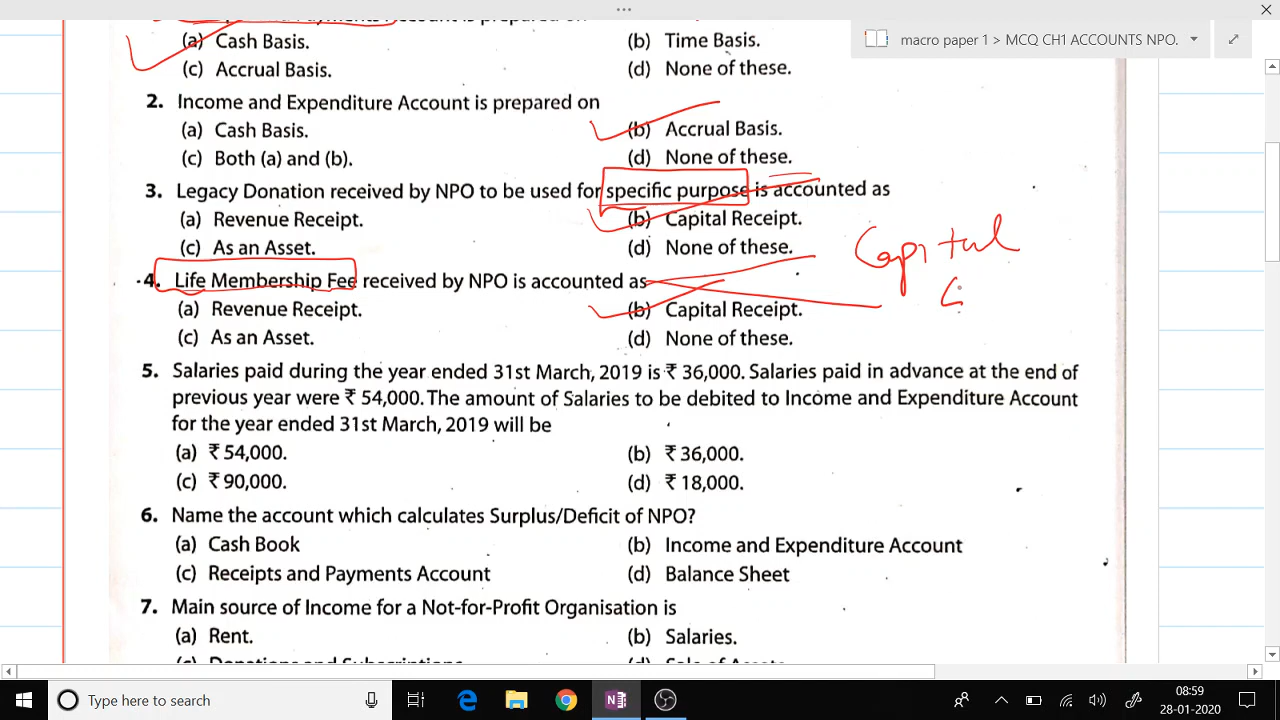 macro paper 1 > MCQ CH1 ACCOUNTS NPO.
is prepared on
(a) Cash Basis. (b) Time Basis.
(c) Accrual Basis. (d) None of these.
2. Income and Expenditure Account is prepared on
(a) Cash Basis. (b) Accrual Basis.
(c) Both (a) and (b). (d) None of these.
3. Legacy Donation received by NPO to be used for specific purpose is accounted as
(a) Revenue Receipt. (b) Capital Receipt.
(c) As an Asset. (d) None of these.
Capital
4. Life Membership Fee received by NPO is accounted as
(a) Revenue Receipt. (b) Capital Receipt.
(c) As an Asset. (d) None of these.
5. Salaries paid during the year ended 31st March, 2019 is ₹ 36,000. Salaries paid in advance at the end of
previous year were ₹ 54,000. The amount of Salaries to be debited to Income and Expenditure Account
for the year ended 31st March, 2019 will be
(a) ₹ 54,000. (b) ₹ 36,000.
(c) ₹ 90,000. (d) ₹ 18,000.
6. Name the account which calculates Surplus/Deficit of NPO?
(a) Cash Book (b) Income and Expenditure Account
(c) Receipts and Payments Account (d) Balance Sheet
7. Main source of Income for a Not-for-Profit Organisation is
(a) Rent. (b) Salaries.
(c) Donations and Subscriptions (d) Sale of Assets
Type here to search
08:59
28-01-2020